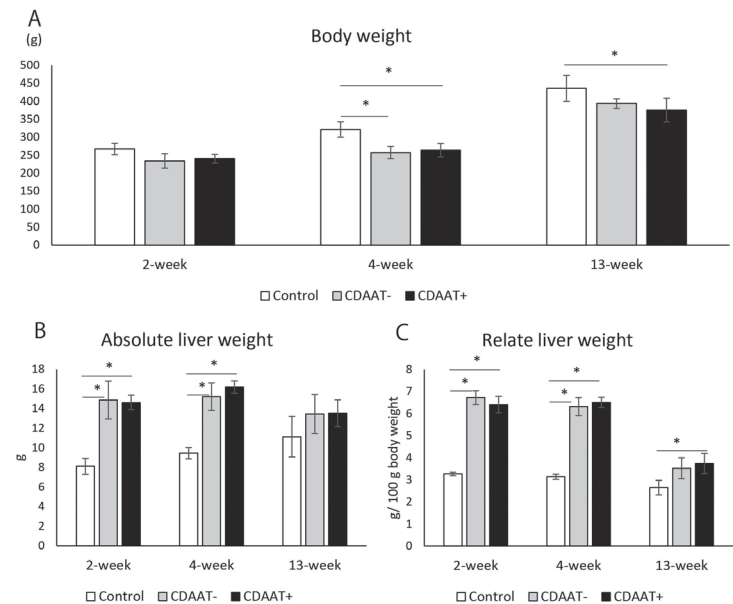 A
(g)
Body weight
500
450
400
350
300
250
200
150
100
50
0
*
*
*
2-week
4-week
13-week
Control CDAAT- CDAAT+
B
Absolute liver weight
g
18
16
14
12
10
8
6
4
2
0
*
*
*
*
2-week
4-week
13-week
Control CDAAT- CDAAT+
C
Relate liver weight
g/ 100 g body weight
8
7
6
5
4
3
2
1
0
*
*
*
*
*
2-week
4-week
13-week
Control CDAAT- CDAAT+